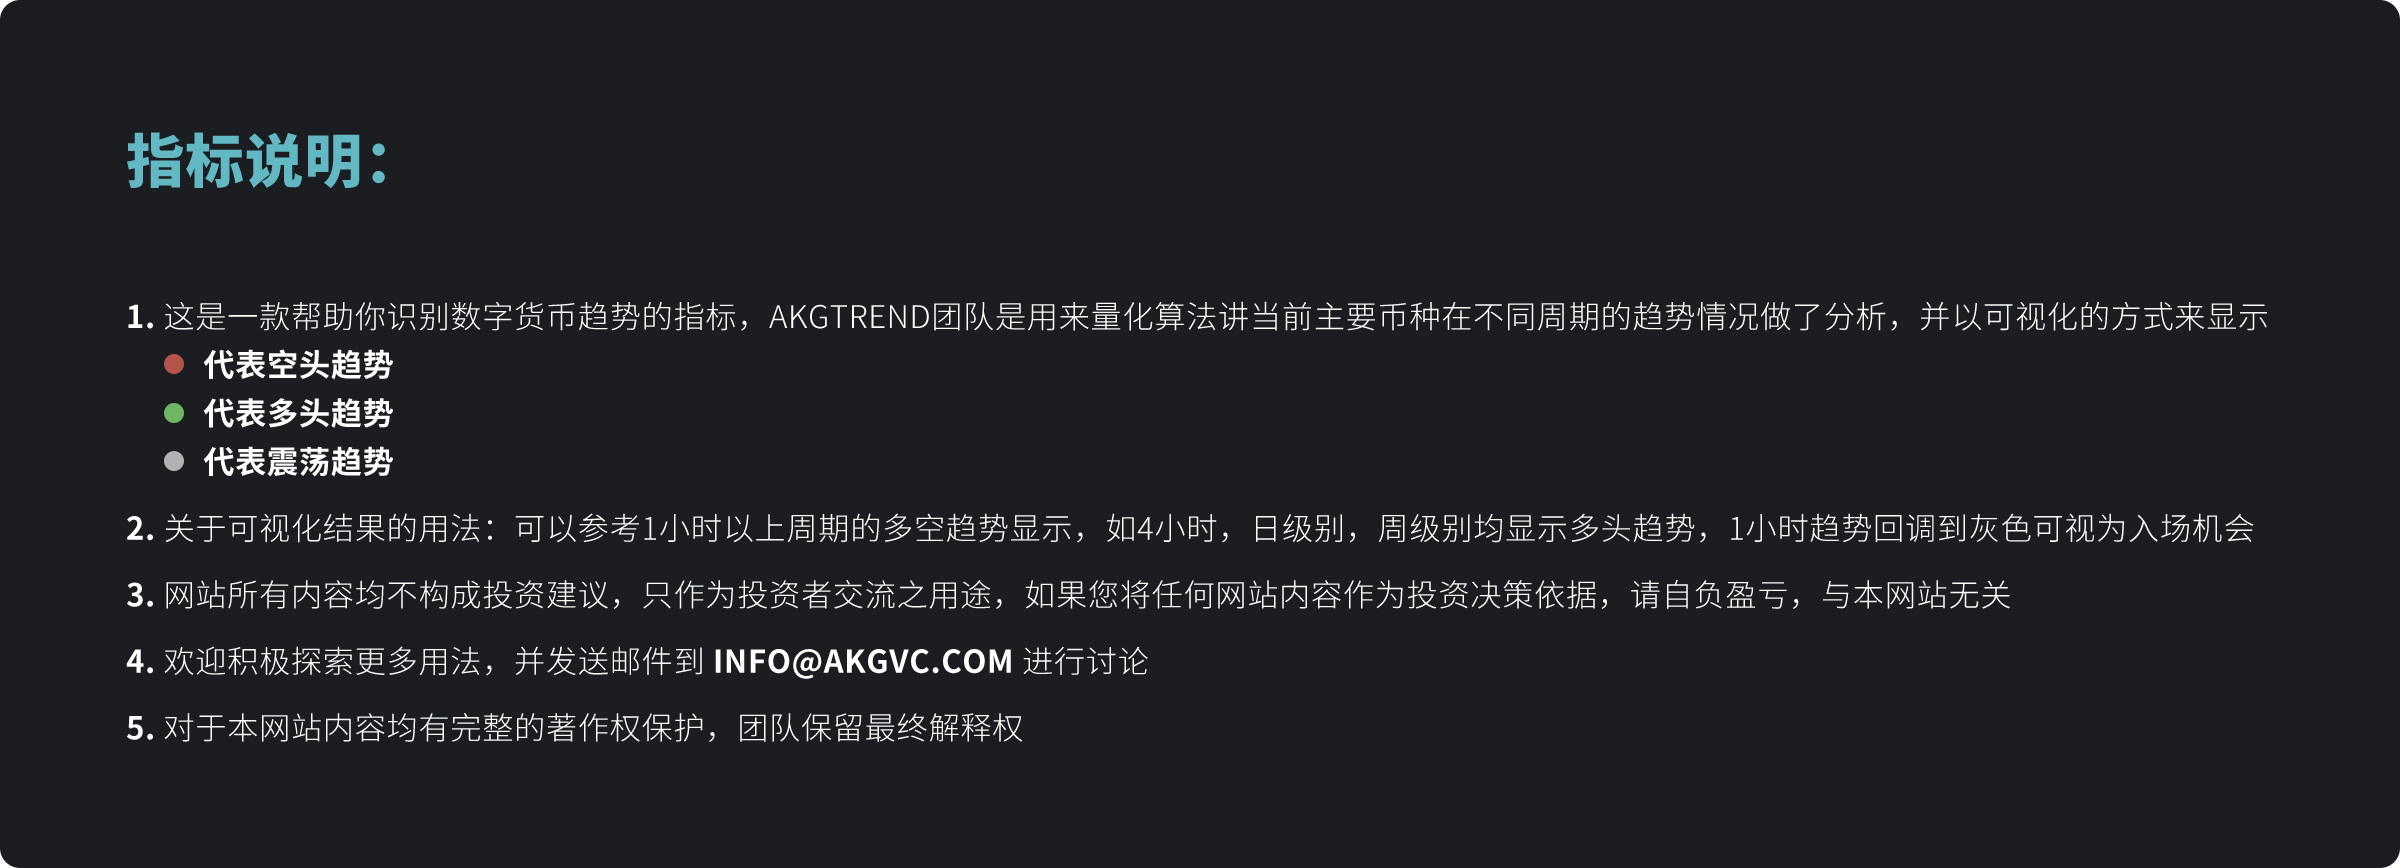 指标说明：
1. 这是一款帮助你识别数字货币趋势的指标，AKGTREND团队是用来量化算法讲当前主要币种在不同周期的趋势情况做了分析，并以可视化的方式来显示
代表空头趋势
代表多头趋势
代表震荡趋势
2. 关于可视化结果的用法：可以参考1小时以上周期的多空趋势显示，如4小时，日级别，周级别均显示多头趋势，1小时趋势回调到灰色可视为入场机会
3. 网站所有内容均不构成投资建议，只作为投资者交流之用途，如果您将任何网站内容作为投资决策依据，请自负盈亏，与本网站无关
4. 欢迎积极探索更多用法，并发送邮件到 INFO@AKGVC.COM 进行讨论
5. 对于本网站内容均有完整的著作权保护，团队保留最终解释权